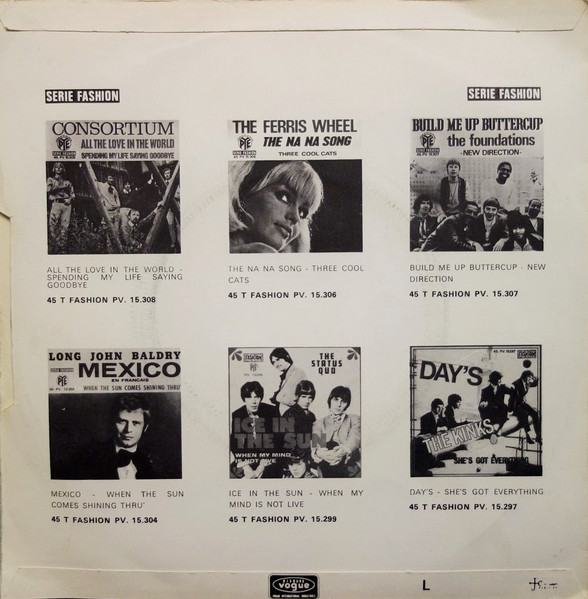 SERIE FASHION
SERIE FASHION
CONSORTIUM
PYE
ALL THE LOVE IN THE WORLD
SPENDING MY LIFE SAYING GOODBYE
ALL THE LOVE IN THE WORLD -
SPENDING MY LIFE SAYING
GOODBYE
45 T FASHION PV. 15.308
THE FERRIS WHEEL
PYE
THE NA NA SONG
THREE COOL CATS
THE NA NA SONG - THREE COOL
CATS
45 T FASHION PV. 15.306
BUILD ME UP BUTTERCUP
PYE
the foundations
- NEW DIRECTION -
BUILD ME UP BUTTERCUP - NEW
DIRECTION
45 T FASHION PV. 15.307
LONG JOHN BALDRY
MEXICO
EN FRANCAIS
PYE
WHEN THE SUN COMES SHINING THRU'
MEXICO - WHEN THE SUN
COMES SHINING THRU'
45 T FASHION PV. 15.304
THE
STATUS
QUO
PYE
ICE IN
THE SUN
WHEN MY MIND
IS NOT LIVE
ICE IN THE SUN - WHEN MY
MIND IS NOT LIVE
45 T FASHION PV. 15.299
DAY'S
THE KINKS
SHE'S GOT EVERYTHING
DAY'S - SHE'S GOT EVERYTHING
45 T FASHION PV. 15.297
vogue
L